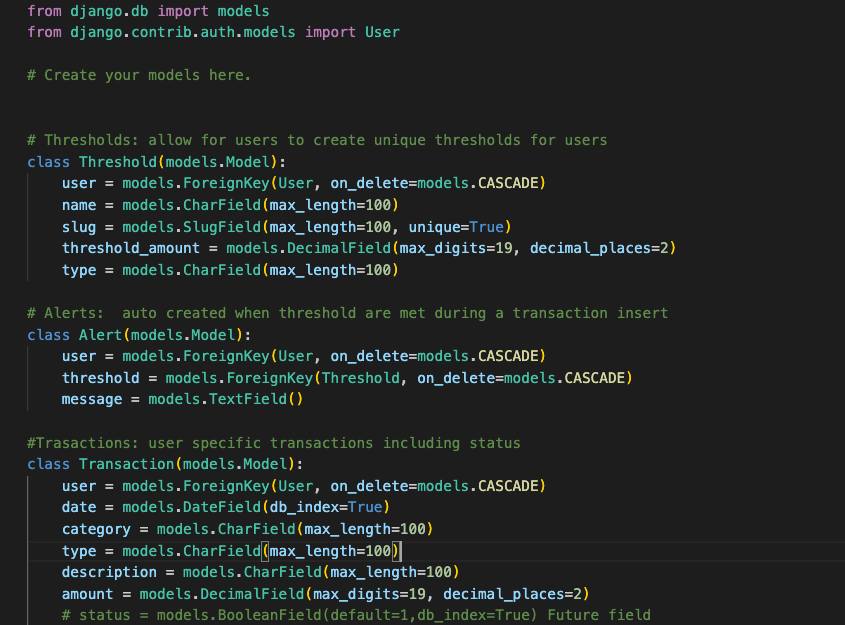 from django.db import models
from django.contrib.auth.models import User
# Create your models here.
# Thresholds: allow for users to create unique thresholds for users
class Threshold(models.Model):
    user = models.ForeignKey(User, on_delete=models.CASCADE)
    name = models.CharField(max_length=100)
    slug = models.SlugField(max_length=100, unique=True)
    threshold_amount = models.DecimalField(max_digits=19, decimal_places=2)
    type = models.CharField(max_length=100)
# Alerts:  auto created when threshold are met during a transaction insert
class Alert(models.Model):
    user = models.ForeignKey(User, on_delete=models.CASCADE)
    threshold = models.ForeignKey(Threshold, on_delete=models.CASCADE)
    message = models.TextField()
#Trasactions: user specific transactions including status
class Transaction(models.Model):
    user = models.ForeignKey(User, on_delete=models.CASCADE)
    date = models.DateField(db_index=True)
    category = models.CharField(max_length=100)
    type = models.CharField(max_length=100)
    description = models.CharField(max_length=100)
    amount = models.DecimalField(max_digits=19, decimal_places=2)
    # status = models.BooleanField(default=1,db_index=True) Future field